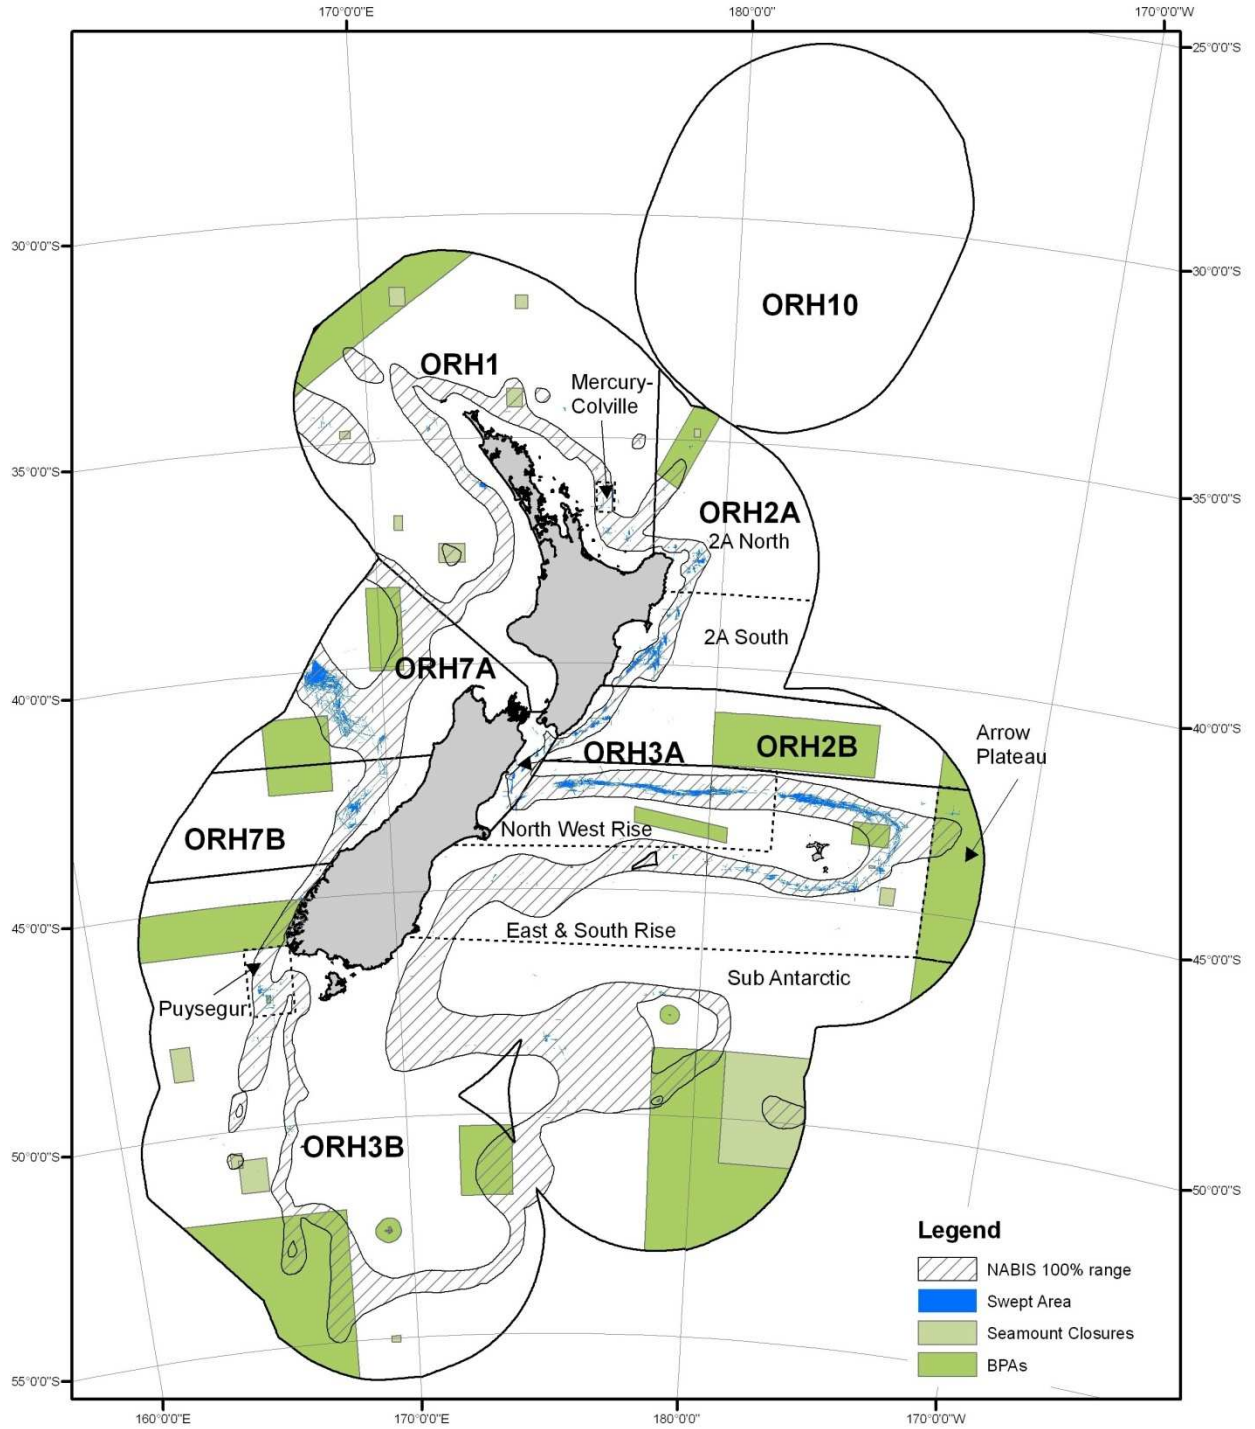 170°0'0"E
180°0'0"
170°0'0"W
25°0'0"S
30°0'0"S
30°0'0"S
ORH10
ORH1
Mercury-
Colville
35°0'0"S
35°0'0"S
ORH2A
2A North
2A South
ORH7A
40°0'0"S
40°0'0"S
Arrow
Plateau
ORH3A
ORH2B
ORH7B
North West Rise
45°0'0"S
45°0'0"S
East & South Rise
Sub Antarctic
Puysegur
ORH3B
50°0'0"S
50°0'0"S
Legend
NABIS 100% range
Swept Area
Seamount Closures
BPAs
55°0'0"S
160°0'0"E
170°0'0"E
180°0'0"
170°0'0"W